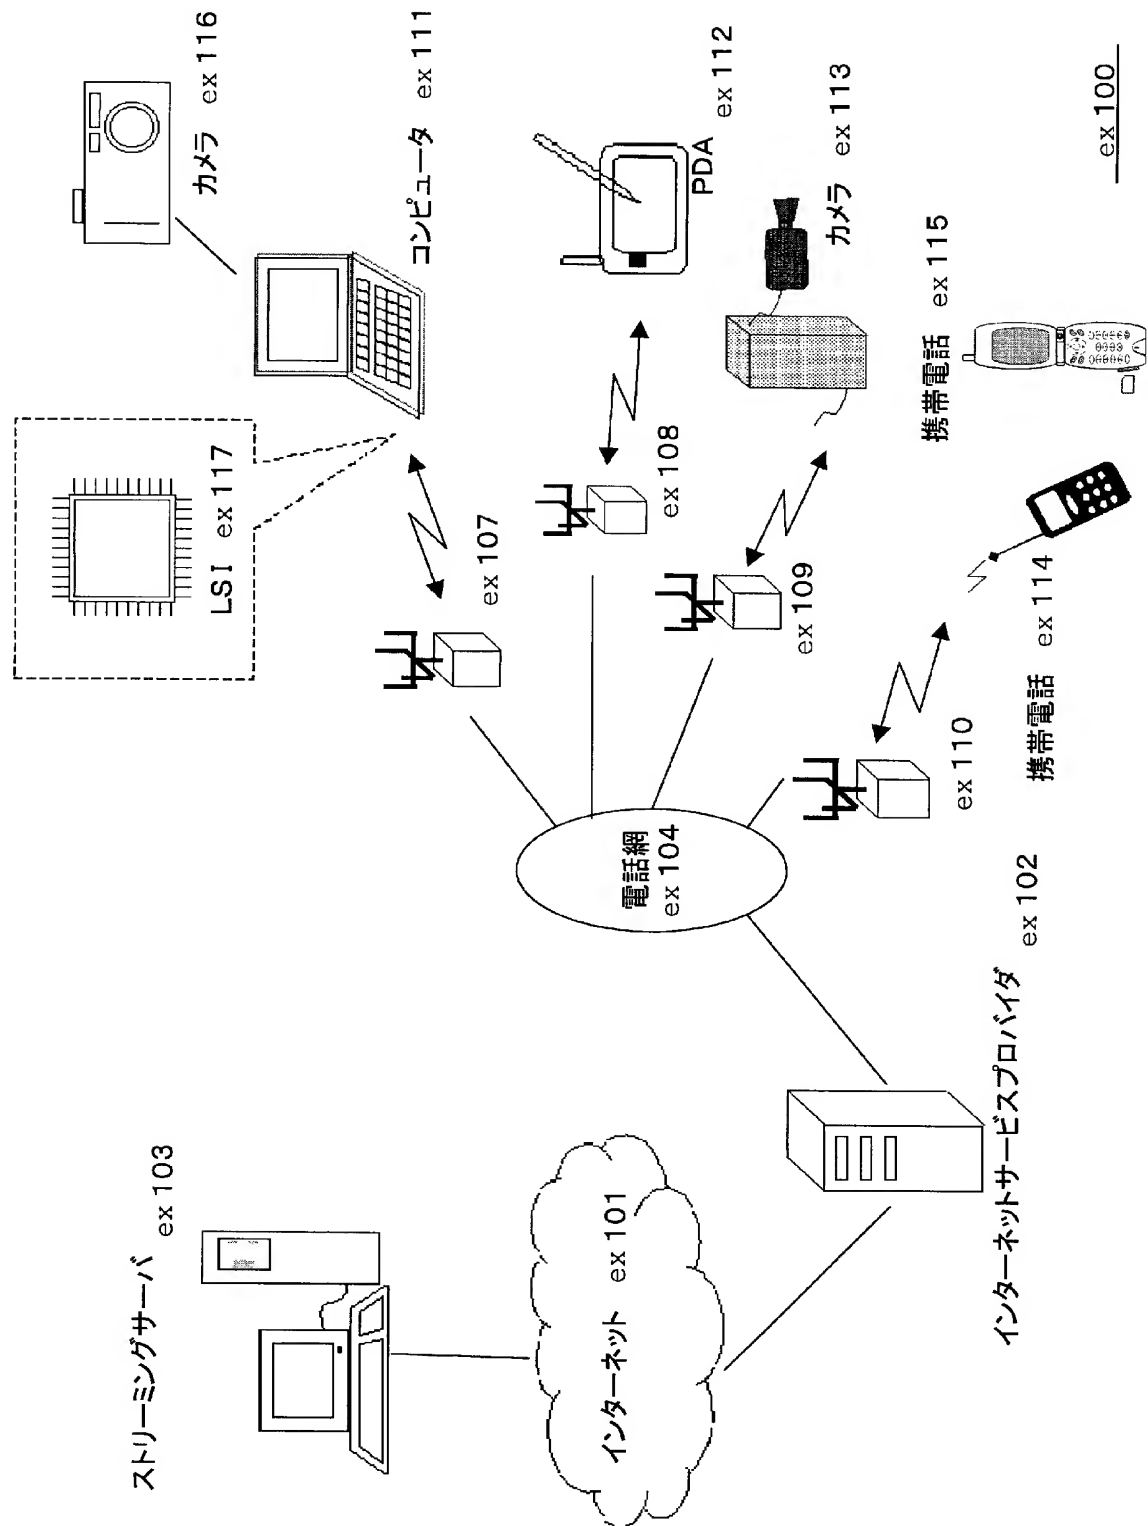 ストリーミングサーバ
ex 103
インターネット ex 101
インターネットサービスプロバイダ
ex 102
電話網
ex 104
LSI ex 117
ex 107
ex 108
ex 109
ex 110
カメラ ex 116
コンピュータ ex 111
PDA
ex 112
カメラ ex 113
携帯電話 ex 114
携帯電話 ex 115
ex 100